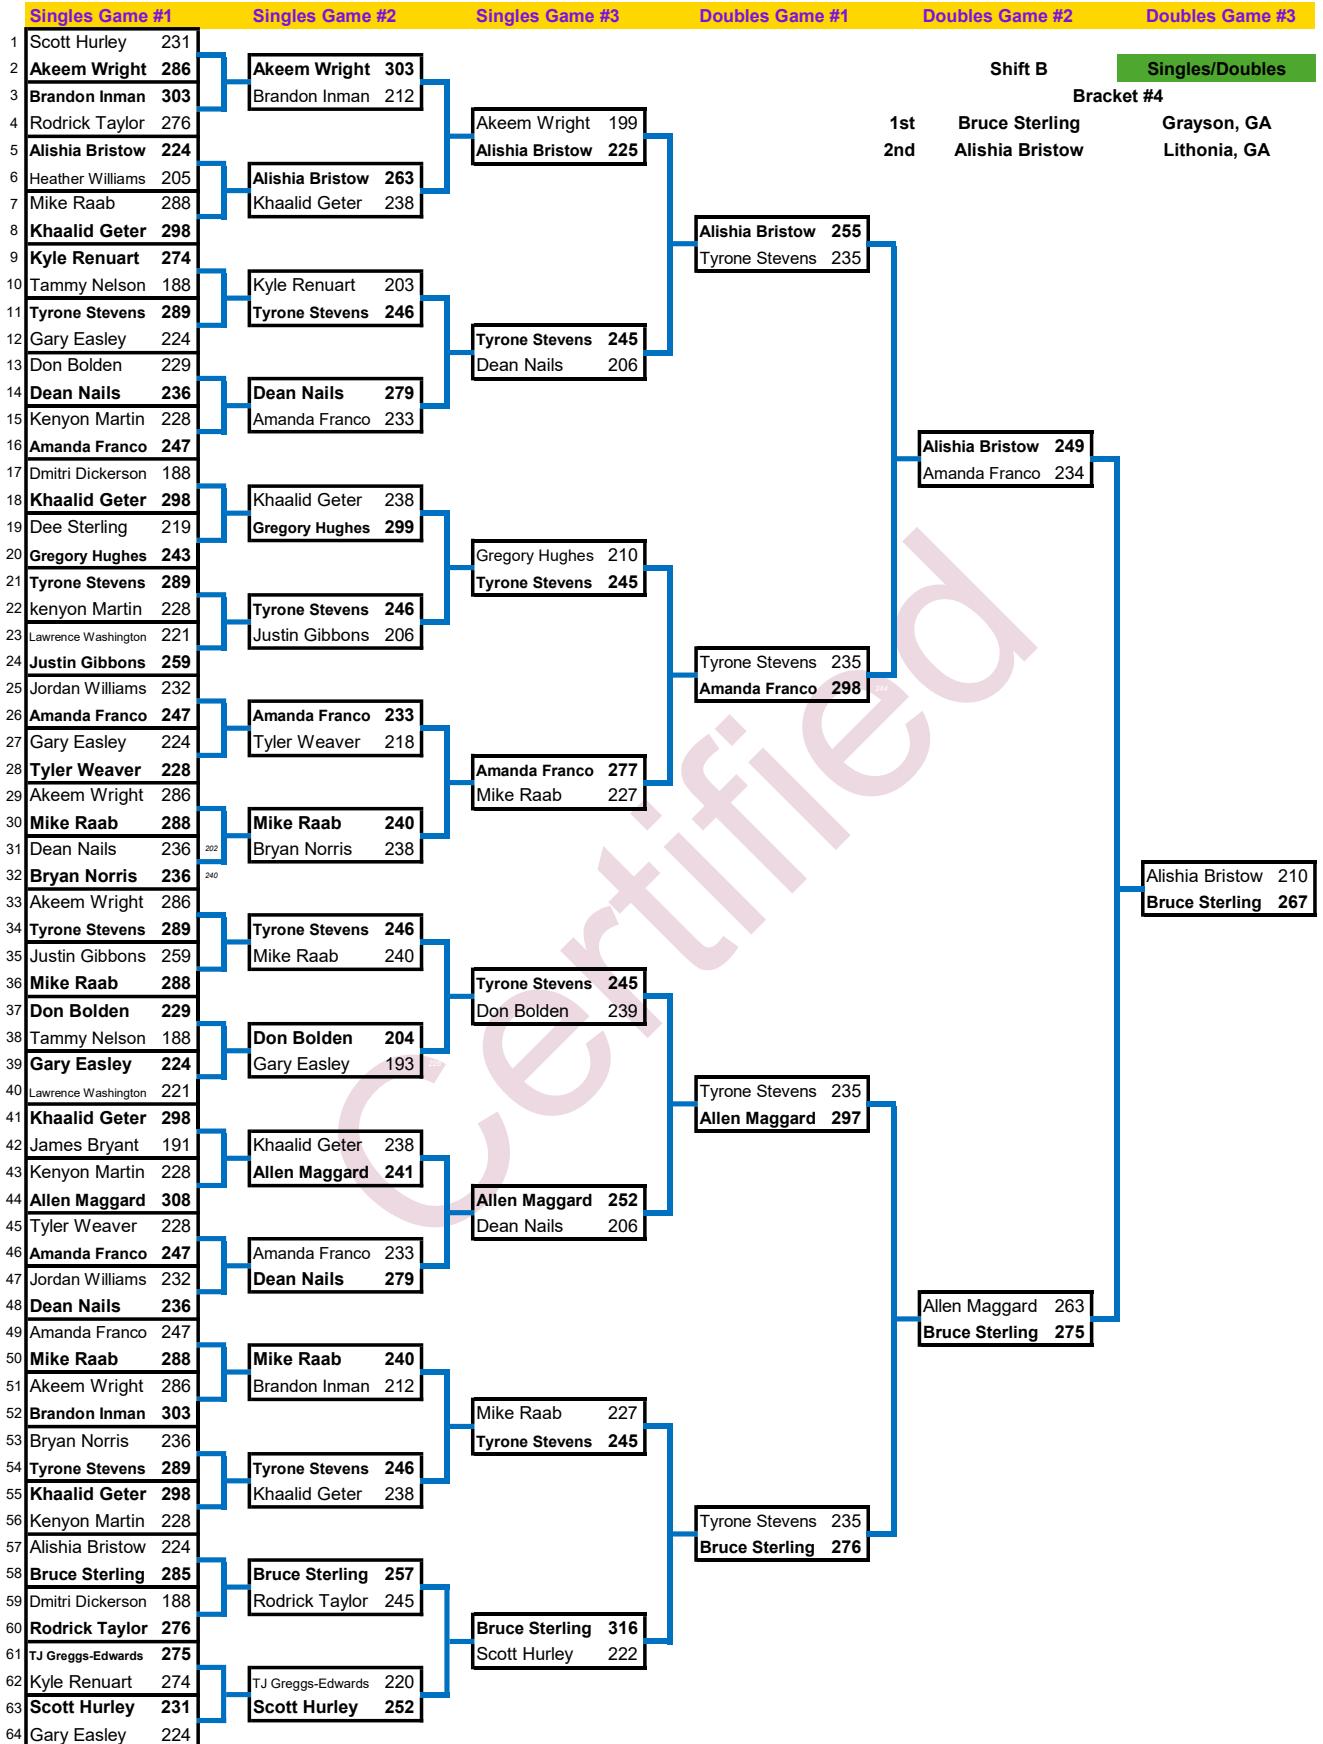 Singles Game #1 Singles Game #2 Singles Game #3 Doubles Game #1 Doubles Game #2 Doubles Game #3
1 Scott Hurley 231
2 Akeem Wright 286
3 Brandon Inman 303
4 Rodrick Taylor 276
5 Alishia Bristow 224
6 Heather Williams 205
7 Mike Raab 288
8 Khaalid Geter 298
9 Kyle Renuart 274
10 Tammy Nelson 188
11 Tyrone Stevens 289
12 Gary Easley 224
13 Don Bolden 229
14 Dean Nails 236
15 Kenyon Martin 228
16 Amanda Franco 247
17 Dmitri Dickerson 188
18 Khaalid Geter 298
19 Dee Sterling 219
20 Gregory Hughes 243
21 Tyrone Stevens 289
22 kenyon Martin 228
23 Lawrence Washington 221
24 Justin Gibbons 259
25 Jordan Williams 232
26 Amanda Franco 247
27 Gary Easley 224
28 Tyler Weaver 228
29 Akeem Wright 286
30 Mike Raab 288
31 Dean Nails 236 202
32 Bryan Norris 236 240
33 Akeem Wright 286
34 Tyrone Stevens 289
35 Justin Gibbons 259
36 Mike Raab 288
37 Don Bolden 229
38 Tammy Nelson 188
39 Gary Easley 224
40 Lawrence Washington 221
41 Khaalid Geter 298
42 James Bryant 191
43 Kenyon Martin 228
44 Allen Maggard 308
45 Tyler Weaver 228
46 Amanda Franco 247
47 Jordan Williams 232
48 Dean Nails 236
49 Amanda Franco 247
50 Mike Raab 288
51 Akeem Wright 286
52 Brandon Inman 303
53 Bryan Norris 236
54 Tyrone Stevens 289
55 Khaalid Geter 298
56 Kenyon Martin 228
57 Alishia Bristow 224
58 Bruce Sterling 285
59 Dmitri Dickerson 188
60 Rodrick Taylor 276
61 TJ Greggs-Edwards 275
62 Kyle Renuart 274
63 Scott Hurley 231
64 Gary Easley 224
Akeem Wright 303
Brandon Inman 212
Alishia Bristow 263
Khaalid Geter 238
Kyle Renuart 203
Tyrone Stevens 246
Dean Nails 279
Amanda Franco 233
Khaalid Geter 238
Gregory Hughes 299
Tyrone Stevens 246
Justin Gibbons 206
Amanda Franco 233
Tyler Weaver 218
Mike Raab 240
Bryan Norris 238
Tyrone Stevens 246
Mike Raab 240
Don Bolden 204
Gary Easley 193
Khaalid Geter 238
Allen Maggard 241
Amanda Franco 233
Dean Nails 279
Mike Raab 240
Brandon Inman 212
Tyrone Stevens 246
Khaalid Geter 238
Bruce Sterling 257
Rodrick Taylor 245
TJ Greggs-Edwards 220
Scott Hurley 252
Akeem Wright 199
Alishia Bristow 225
Tyrone Stevens 245
Dean Nails 206
Gregory Hughes 210
Tyrone Stevens 245
Amanda Franco 277
Mike Raab 227
Tyrone Stevens 245
Don Bolden 239
Allen Maggard 252
Dean Nails 206
Mike Raab 227
Tyrone Stevens 245
Bruce Sterling 316
Scott Hurley 222
Alishia Bristow 255
Tyrone Stevens 235
Tyrone Stevens 235
Amanda Franco 298
Tyrone Stevens 235
Allen Maggard 297
Tyrone Stevens 235
Bruce Sterling 276
Alishia Bristow 249
Amanda Franco 234
Allen Maggard 263
Bruce Sterling 275
Alishia Bristow 210
Bruce Sterling 267
Shift B Singles/Doubles
Bracket #4
1st Bruce Sterling Grayson, GA
2nd Alishia Bristow Lithonia, GA
Certified